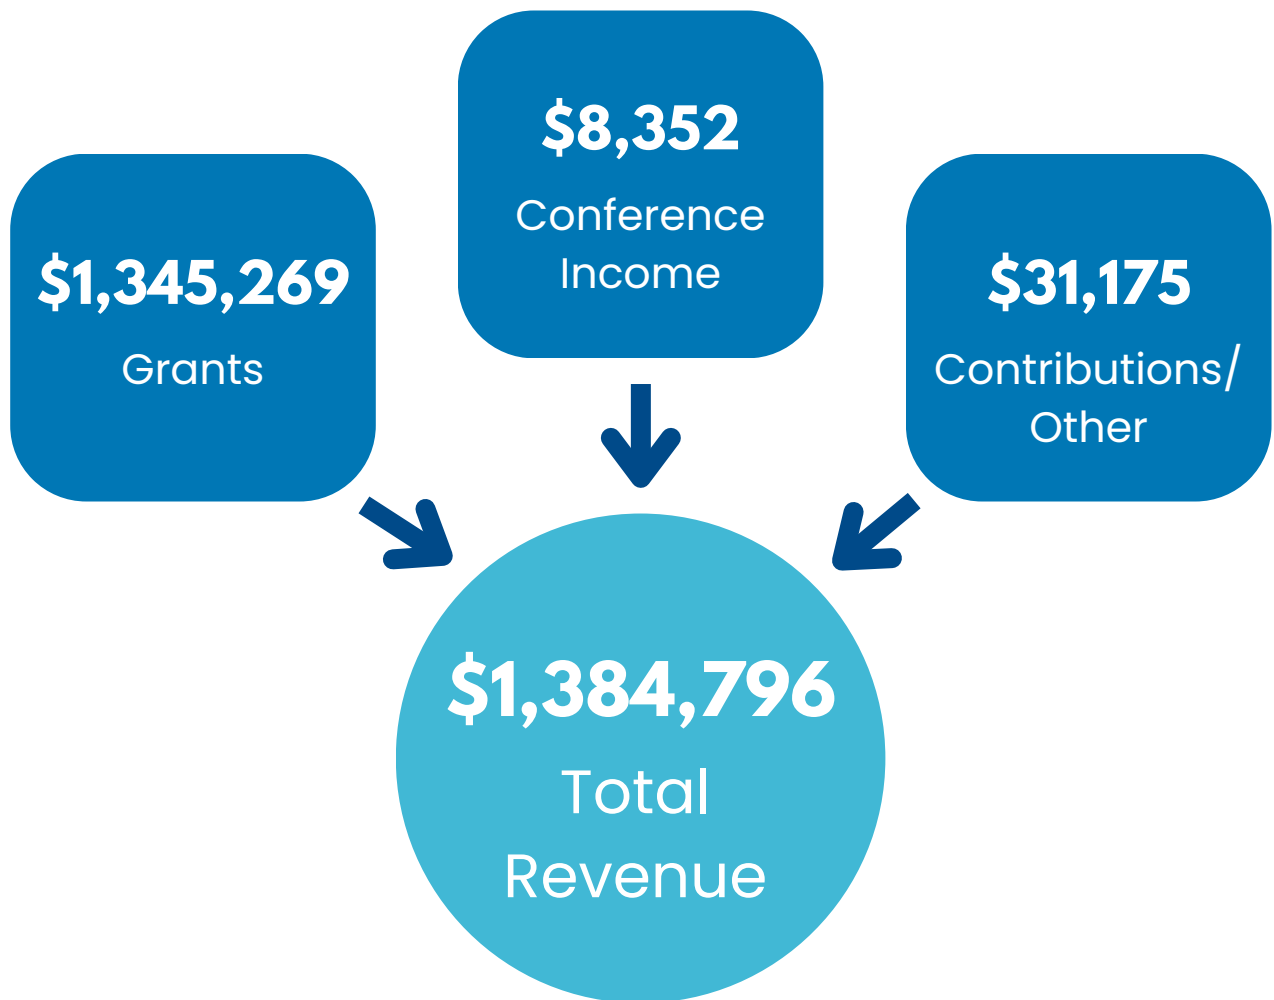 $1,345,269
Grants
$8,352
Conference
Income
$31,175
Contributions/
Other
$1,384,796
Total
Revenue